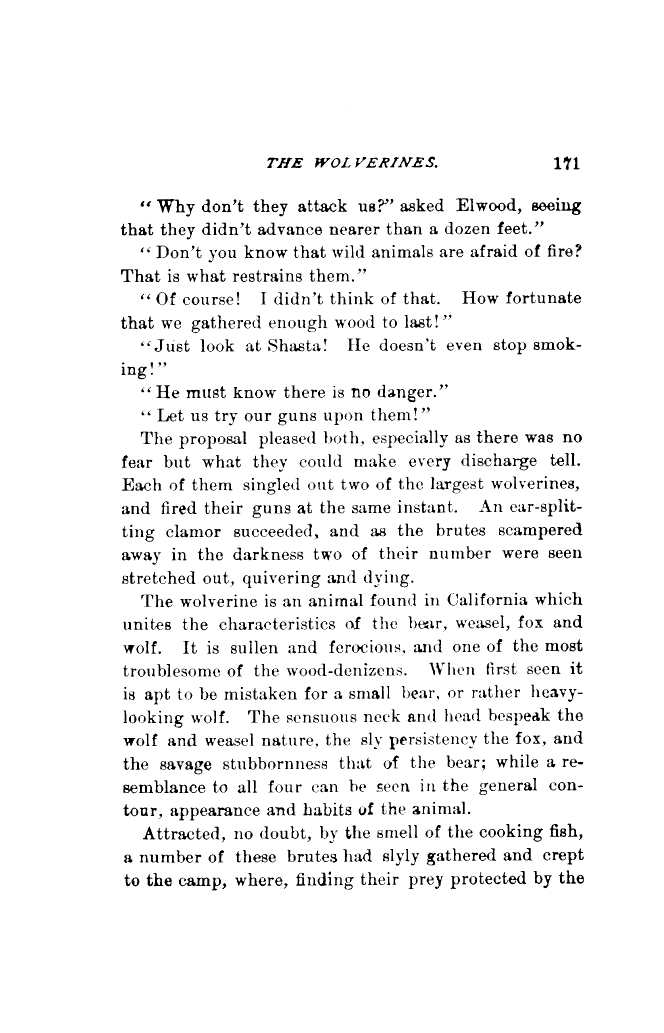 THE WOLVERINES. 171
“ Why don’t they attack us?” asked Elwood, seeing
that they didn’t advance nearer than a dozen feet.”
“ Don’t you know that wild animals are afraid of fire?
That is what restrains them.”
“ Of course! I didn’t think of that. How fortunate
that we gathered enough wood to last!”
“Just look at Shasta! He doesn’t even stop smok-
ing!”
“ He must know there is no danger.”
“ Let us try our guns upon them!”
The proposal pleased both, especially as there was no
fear but what they could make every discharge tell.
Each of them singled out two of the largest wolverines,
and fired their guns at the same instant. An ear-split-
ting clamor succeeded, and as the brutes scampered
away in the darkness two of their number were seen
stretched out, quivering and dying.
The wolverine is an animal found in California which
unites the characteristics of the bear, weasel, fox and
wolf. It is sullen and ferocious, and one of the most
troublesome of the wood-denizens. When first seen it
is apt to be mistaken for a small bear, or rather heavy-
looking wolf. The sensuous neck and head bespeak the
wolf and weasel nature, the sly persistency the fox, and
the savage stubbornness that of the bear; while a re-
semblance to all four can be seen in the general con-
tour, appearance and habits of the animal.
Attracted, no doubt, by the smell of the cooking fish,
a number of these brutes had slyly gathered and crept
to the camp, where, finding their prey protected by the